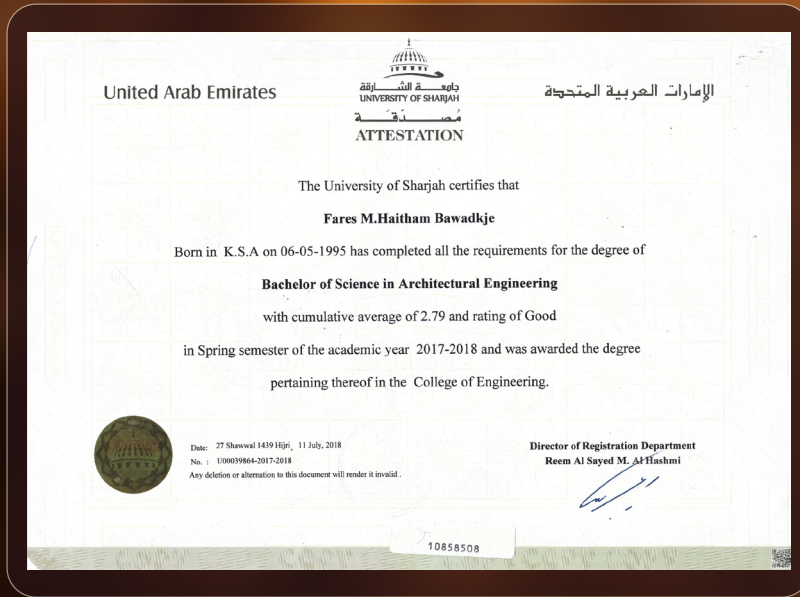 United Arab Emirates
جامعة الشارقة
UNIVERSITY OF SHARJAH
مُصدّقة
ATTESTATION
الإمارات العربية المتحدة
The University of Sharjah certifies that
Fares M.Haitham Bawadkje
Born in K.S.A on 06-05-1995 has completed all the requirements for the degree of
Bachelor of Science in Architectural Engineering
with cumulative average of 2.79 and rating of Good
in Spring semester of the academic year 2017-2018 and was awarded the degree
pertaining thereof in the College of Engineering.
Date: 27 Shawwal 1439 Hijri, 11 July, 2018
No. : U00039864-2017-2018
Any deletion or alternation to this document will render it invalid .
Director of Registration Department
Reem Al Sayed M. Al Hashmi
10858508